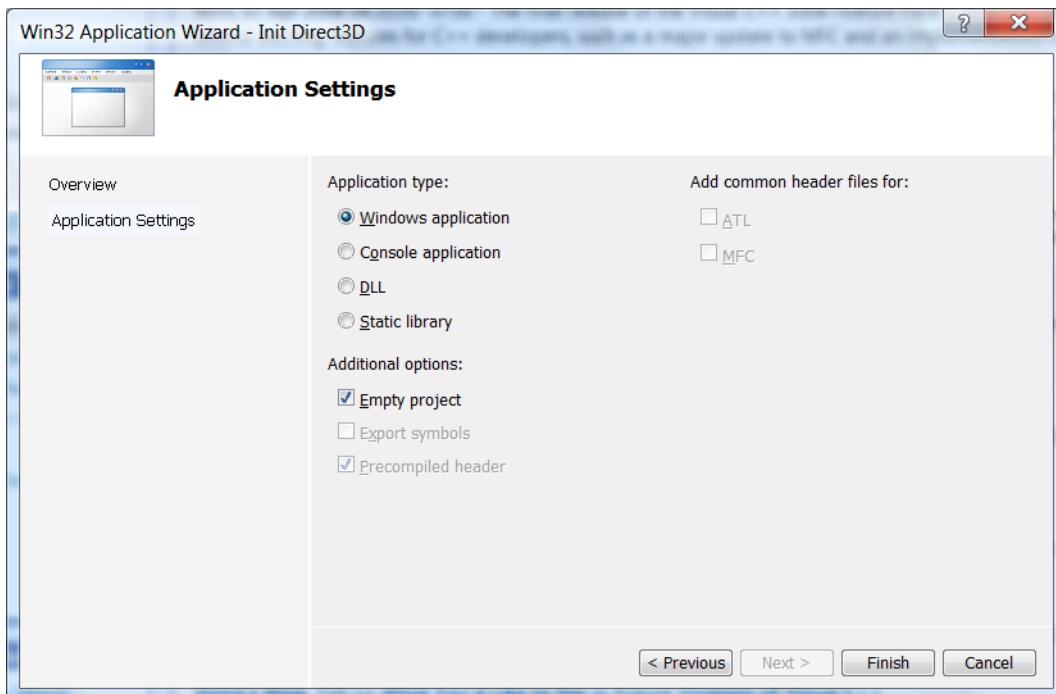 Win32 Application Wizard - Init Direct3D
Application Settings
Overview
Application Settings
Application type:
Windows application
Console application
DLL
Static library
Additional options:
Empty project
Export symbols
Precompiled header
Add common header files for:
ATL
MFC
< Previous
Next >
Finish
Cancel